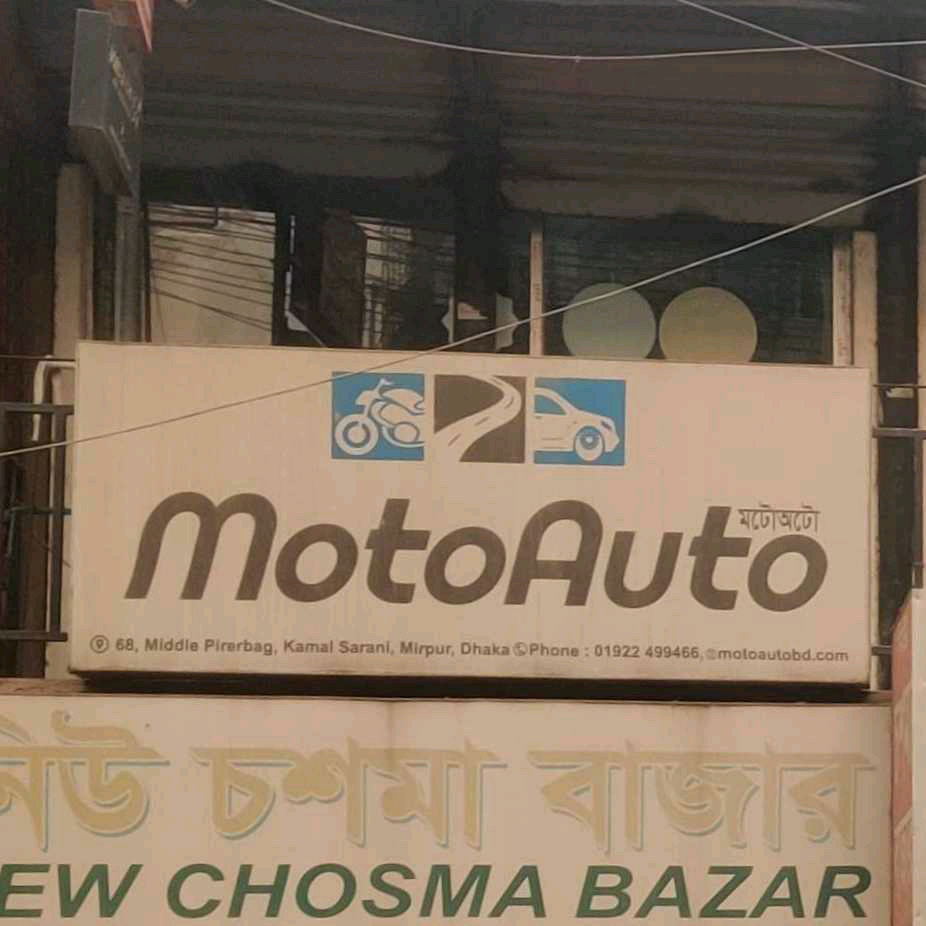 MotoAuto
মটোঅটো
68, Middle Pirerbag, Kamal Sarani, Mirpur, Dhaka Phone : 01922 499466, motoautobd.com
নিউ চশমা বাজার
EW CHOSMA BAZAR